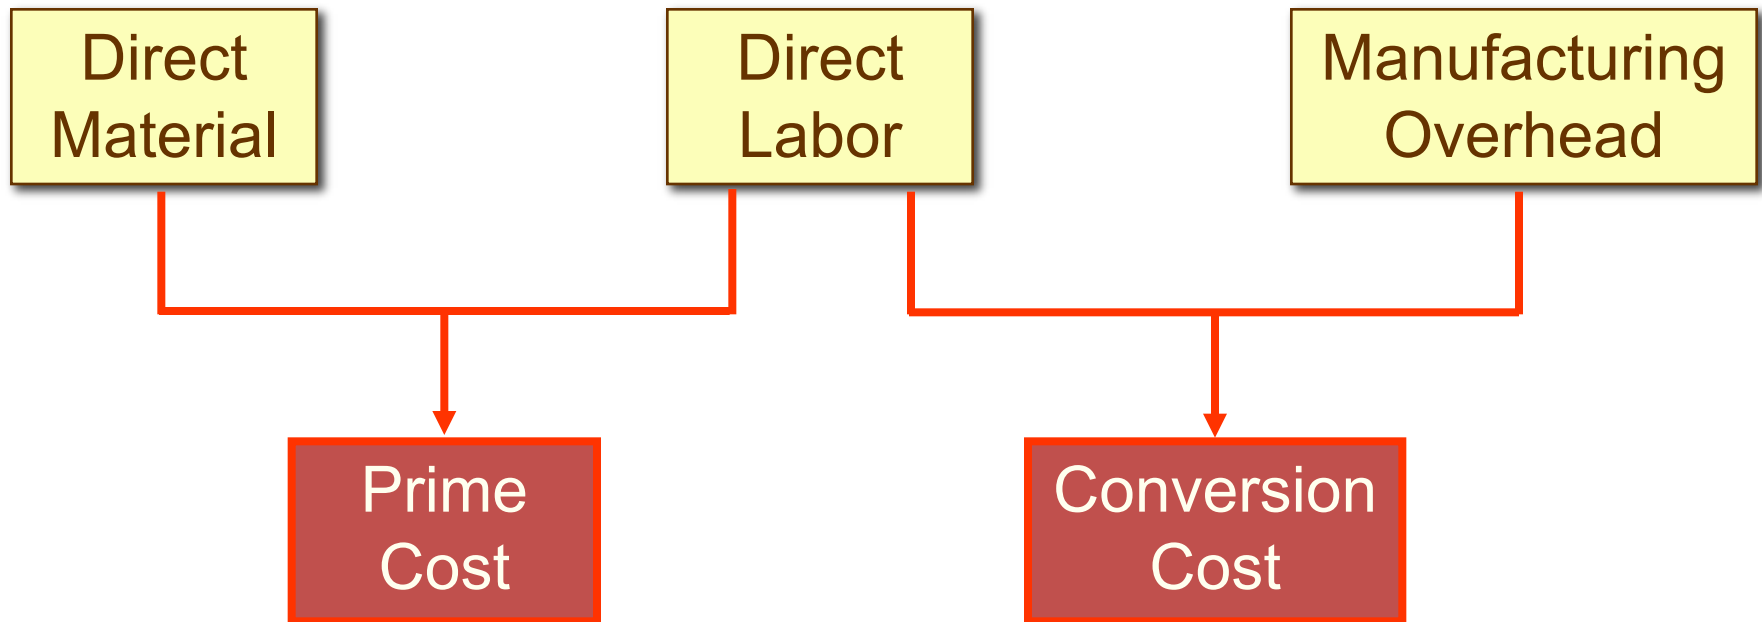 Direct
Material
Direct
Labor
Manufacturing
Overhead
Prime
Cost
Conversion
Cost